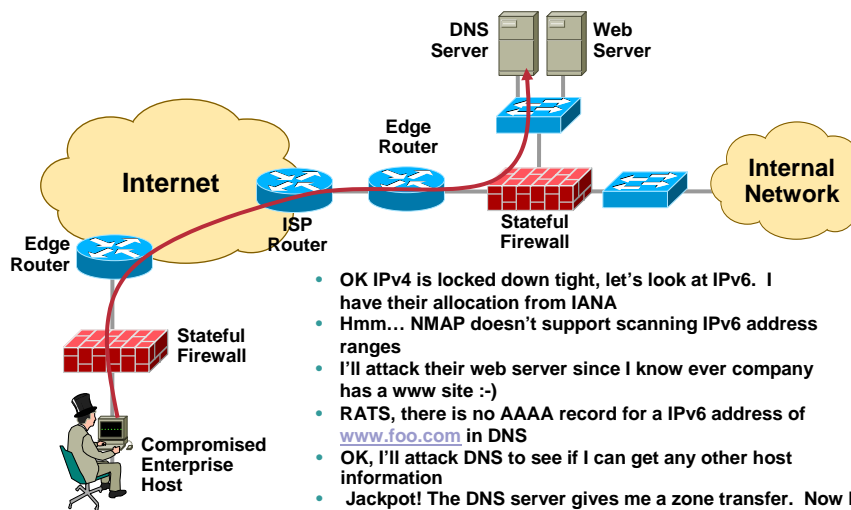 DNS
Server
Web
Server
Edge
Router
Internet
ISP
Router
Internal
Network
Stateful
Firewall
Edge
Router
Stateful
Firewall
Compromised
Enterprise
Host
• OK IPv4 is locked down tight, let's look at IPv6.  I
have their allocation from IANA
• Hmm… NMAP doesn't support scanning IPv6 address
ranges
• I'll attack their web server since I know ever company
has a www site :-)
• RATS, there is no AAAA record for a IPv6 address of
www.foo.com in DNS
• OK, I'll attack DNS to see if I can get any other host
information
• Jackpot! The DNS server gives me a zone transfer.  Now